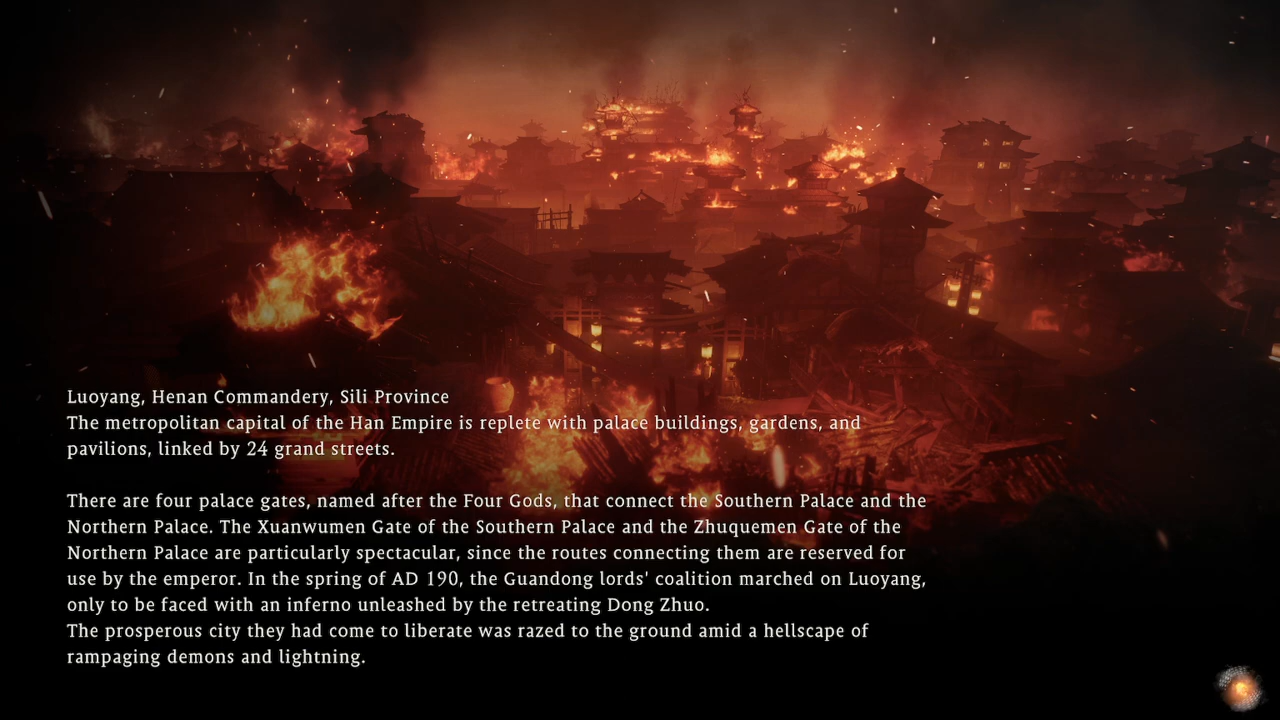 Luoyang, Henan Commandery, Sili Province
The metropolitan capital of the Han Empire is replete with palace buildings, gardens, and
pavilions, linked by 24 grand streets.
There are four palace gates, named after the Four Gods, that connect the Southern Palace and the
Northern Palace. The Xuanwumen Gate of the Southern Palace and the Zhuquemen Gate of the
Northern Palace are particularly spectacular, since the routes connecting them are reserved for
use by the emperor. In the spring of AD 190, the Guandong lords' coalition marched on Luoyang,
only to be faced with an inferno unleashed by the retreating Dong Zhuo.
The prosperous city they had come to liberate was razed to the ground amid a hellscape of
rampaging demons and lightning.